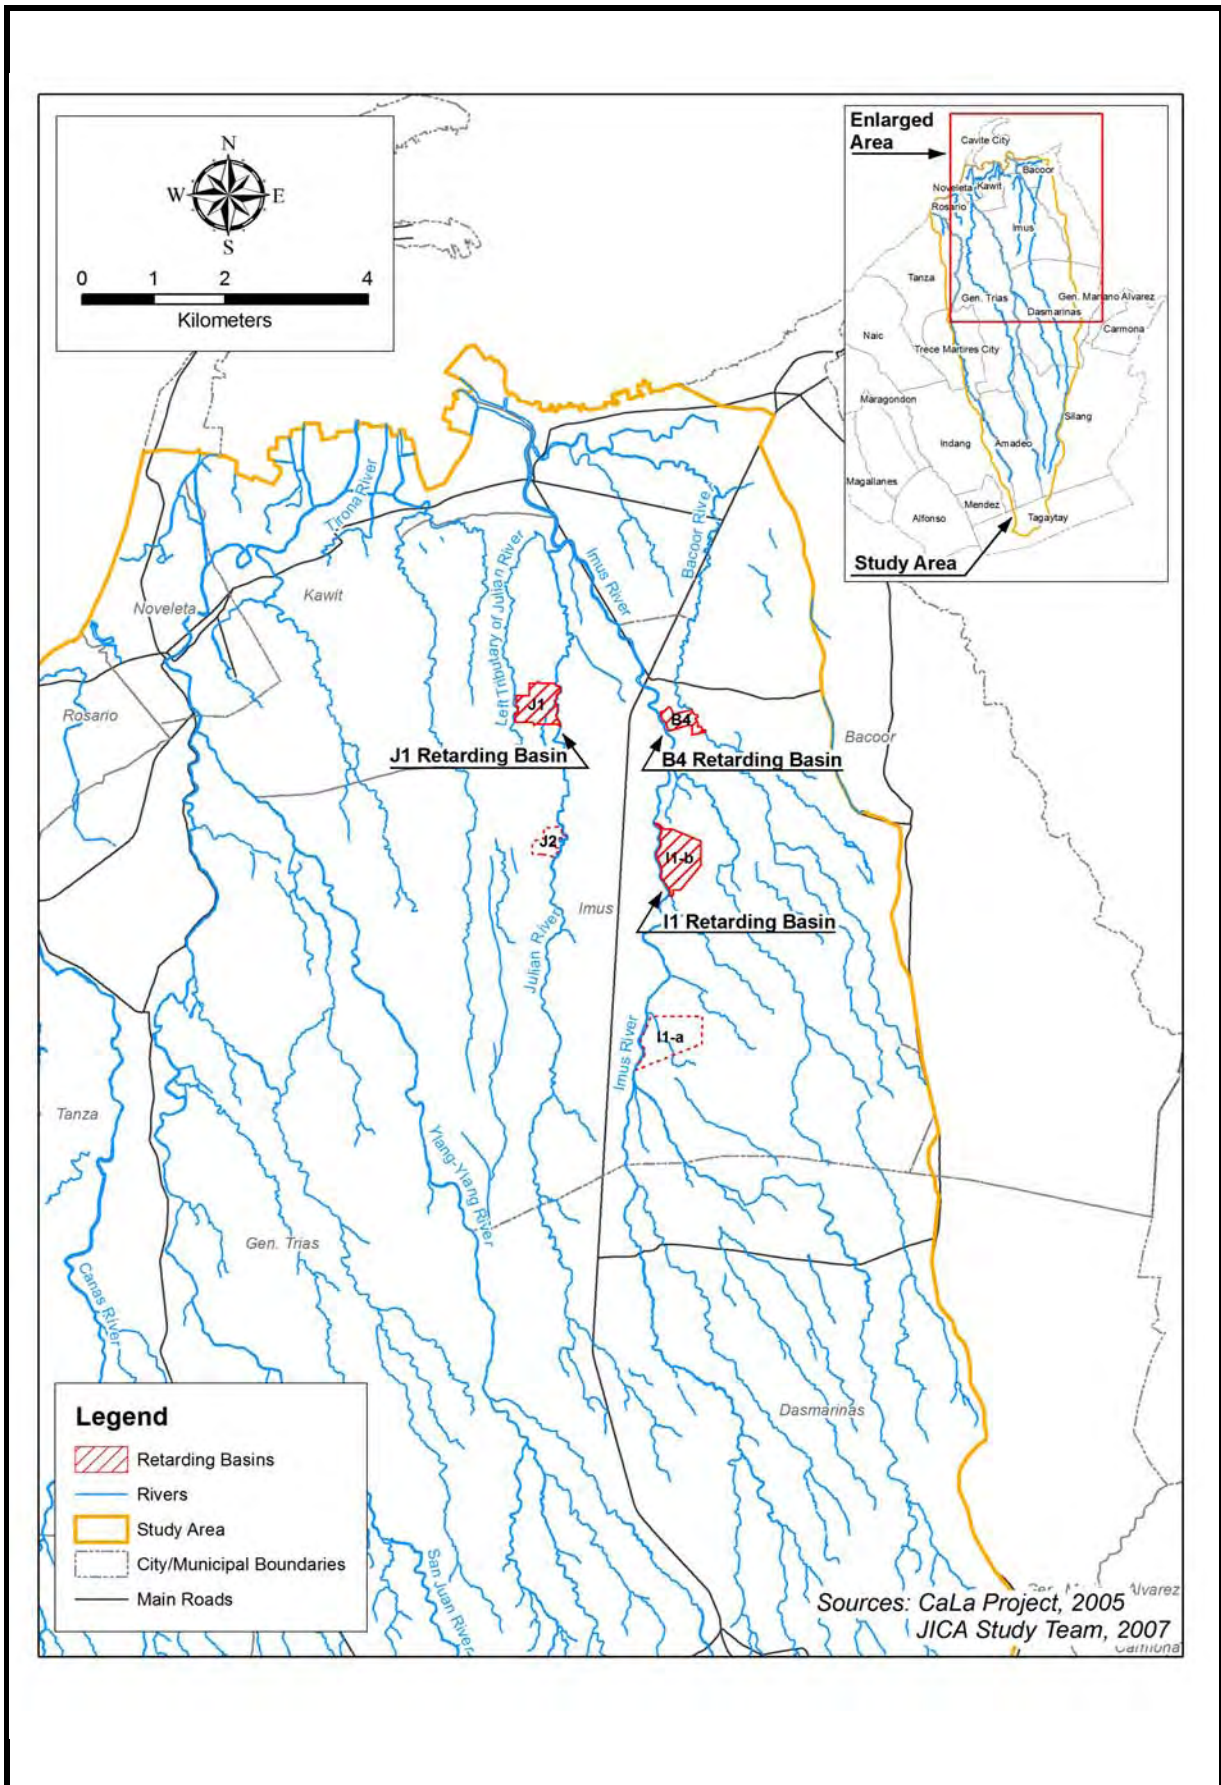 N
W
E
S
0 1 2 4
Kilometers
Enlarged
Area
Cavite City
Bacoor
Noveleta
Kawit
Rosario
Imus
Tanza
Gen. Trias
Gen. Mariano Alvarez
Dasmarinas
Carmona
Naic
Trece Martires City
Maragondon
Silang
Indang
Amadeo
Magallanes
Mendez
Alfonso
Tagaytay
Study Area
Tirona River
Left Tributary of Julian River
Imus River
Bacoor River
Noveleta
Kawit
Rosario
J1
B4
Bacoor
J1 Retarding Basin
B4 Retarding Basin
J2
I1-b
Imus
I1 Retarding Basin
Julian River
I1-a
Imus River
Tanza
Ylang-Ylang River
Gen. Trias
Canas River
Dasmarinas
San Juan River
Legend
Retarding Basins
Rivers
Study Area
City/Municipal Boundaries
Main Roads
Alvarez
Sources: CaLa Project, 2005
JICA Study Team, 2007
Carmona